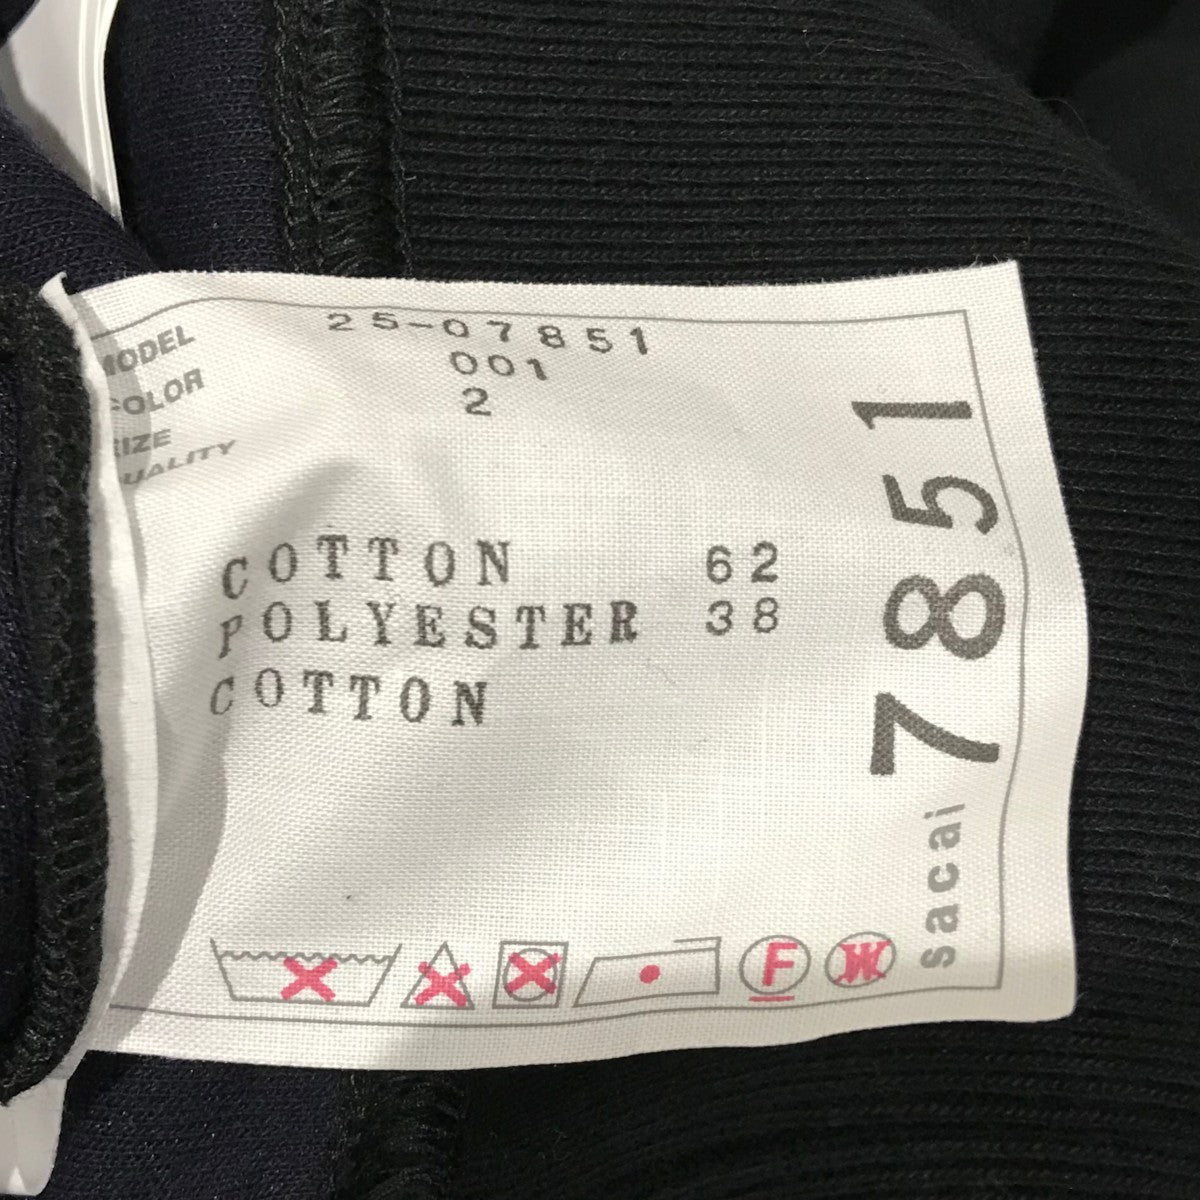 MODEL 25-07851
COLOR 001
SIZE 2
QUALITY
COTTON 62
POLYESTER 38
COTTON
F
W
sacai 7851